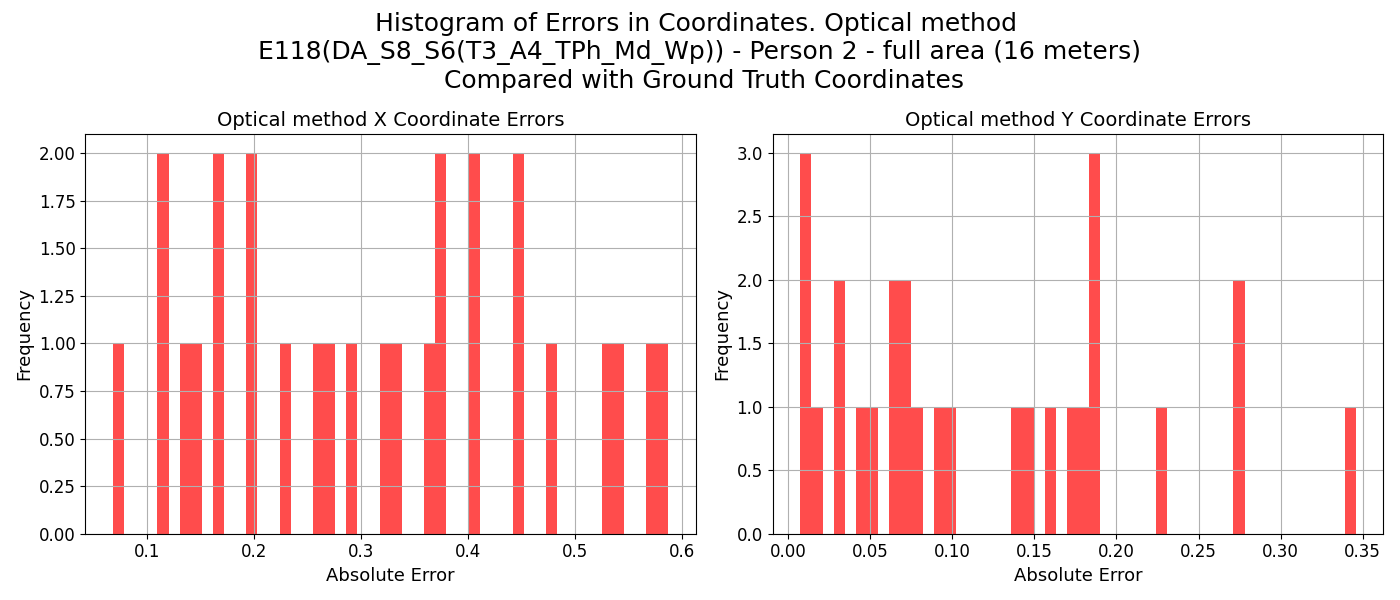 Histogram of Errors in Coordinates. Optical method
E118(DA_S8_S6(T3_A4_TPh_Md_Wp)) - Person 2 - full area (16 meters)
Compared with Ground Truth Coordinates
Optical method X Coordinate Errors
Frequency
2.00
1.75
1.50
1.25
1.00
0.75
0.50
0.25
0.00
0.1 0.2 0.3 0.4 0.5 0.6
Absolute Error
Optical method Y Coordinate Errors
Frequency
3.0
2.5
2.0
1.5
1.0
0.5
0.0
0.00 0.05 0.10 0.15 0.20 0.25 0.30 0.35
Absolute Error